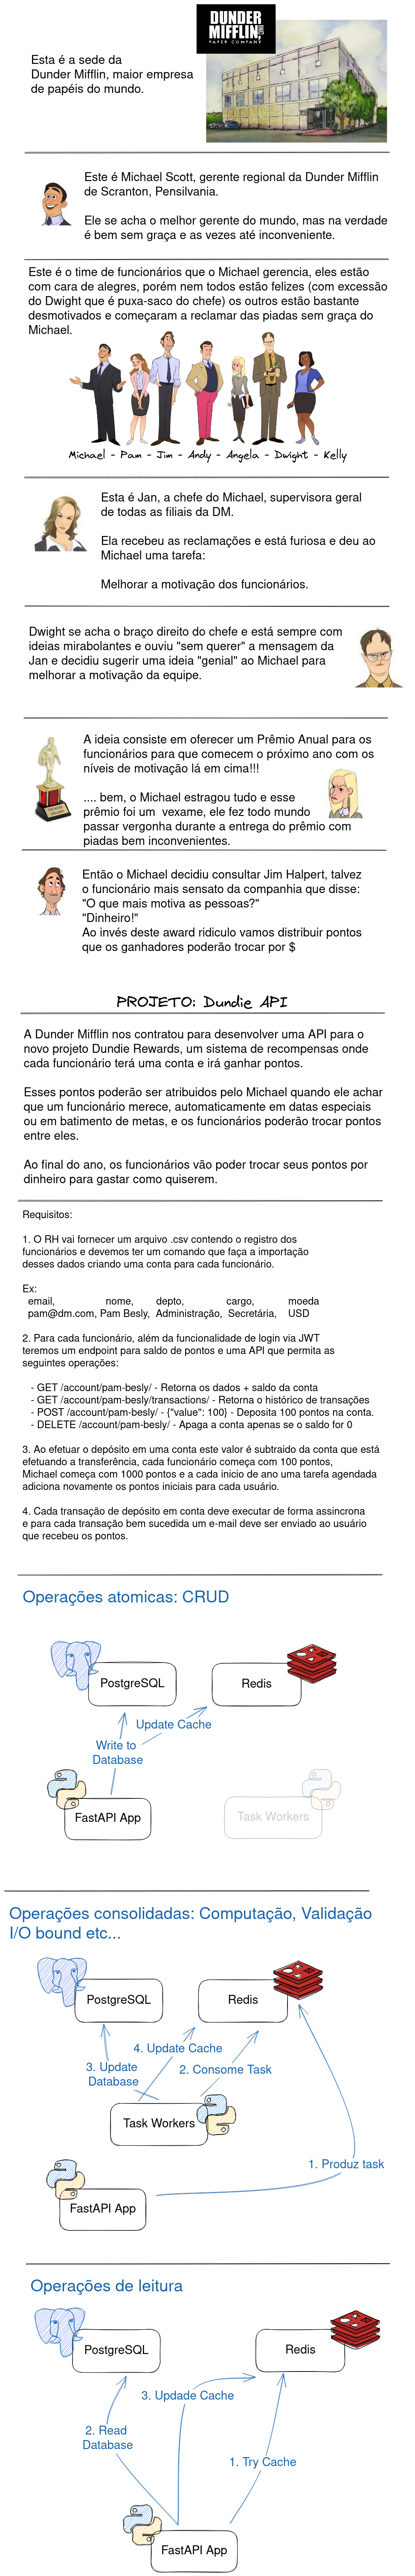 DUNDER
MIFFLIN,
PAPER COMPANY
Esta é a sede da
Dunder Mifflin, maior empresa
de papéis do mundo.
Este é Michael Scott, gerente regional da Dunder Mifflin
de Scranton, Pensilvania.
Ele se acha o melhor gerente do mundo, mas na verdade
é bem sem graça e as vezes até inconveniente.
Este é o time de funcionários que o Michael gerencia, eles estão
com cara de alegres, porém nem todos estão felizes (com excessão
do Dwight que é puxa-saco do chefe) os outros estão bastante
desmotivados e começaram a reclamar das piadas sem graça do
Michael.
Michael - Pam - Jim - Andy - Angela - Dwight - Kelly
Esta é Jan, a chefe do Michael, supervisora geral
de todas as filiais da DM.
Ela recebeu as reclamações e está furiosa e deu ao
Michael uma tarefa:
Melhorar a motivação dos funcionários.
Dwight se acha o braço direito do chefe e está sempre com
ideias mirabolantes e ouviu "sem querer" a mensagem da
Jan e decidiu sugerir uma ideia "genial" ao Michael para
melhorar a motivação da equipe.
A ideia consiste em oferecer um Prêmio Anual para os
funcionários para que comecem o próximo ano com os
níveis de motivação lá em cima!!!
.... bem, o Michael estragou tudo e esse
prêmio foi um vexame, ele fez todo mundo
passar vergonha durante a entrega do prêmio com
piadas bem inconvenientes.
Então o Michael decidiu consultar Jim Halpert, talvez
o funcionário mais sensato da companhia que disse:
"O que mais motiva as pessoas?"
"Dinheiro!"
Ao invés deste award ridiculo vamos distribuir pontos
que os ganhadores poderão trocar por $
PROJETO: Dundie API
A Dunder Mifflin nos contratou para desenvolver uma API para o
novo projeto Dundie Rewards, um sistema de recompensas onde
cada funcionário terá uma conta e irá ganhar pontos.
Esses pontos poderão ser atribuidos pelo Michael quando ele achar
que um funcionário merece, automaticamente em datas especiais
ou em batimento de metas, e os funcionários poderão trocar pontos
entre eles.
Ao final do ano, os funcionários vão poder trocar seus pontos por
dinheiro para gastar como quiserem.
Requisitos:
1. O RH vai fornecer um arquivo .csv contendo o registro dos
funcionários e devemos ter um comando que faça a importação
desses dados criando uma conta para cada funcionário.
Ex:
email, nome, depto, cargo, moeda
pam@dm.com, Pam Besly, Administração, Secretária, USD
2. Para cada funcionário, além da funcionalidade de login via JWT
teremos um endpoint para saldo de pontos e uma API que permita as
seguintes operações:
- GET /account/pam-besly/ - Retorna os dados + saldo da conta
- GET /account/pam-besly/transactions/ - Retorna o histórico de transações
- POST /account/pam-besly/ - {"value": 100} - Deposita 100 pontos na conta.
- DELETE /account/pam-besly/ - Apaga a conta apenas se o saldo for 0
3. Ao efetuar o depósito em uma conta este valor é subtraido da conta que está
efetuando a transferência, cada funcionário começa com 100 pontos,
Michael começa com 1000 pontos e a cada inicio de ano uma tarefa agendada
adiciona novamente os pontos iniciais para cada usuário.
4. Cada transação de depósito em conta deve executar de forma assincrona
e para cada transação bem sucedida um e-mail deve ser enviado ao usuário
que recebeu os pontos.
Operações atomicas: CRUD
PostgreSQL
Redis
Update Cache
Write to
Database
FastAPI App
Task Workers
Operações consolidadas: Computação, Validação
I/O bound etc...
PostgreSQL
Redis
4. Update Cache
3. Update
Database
2. Consome Task
Task Workers
1. Produz task
FastAPI App
Operações de leitura
PostgreSQL
Redis
3. Updade Cache
2. Read
Database
1. Try Cache
FastAPI App